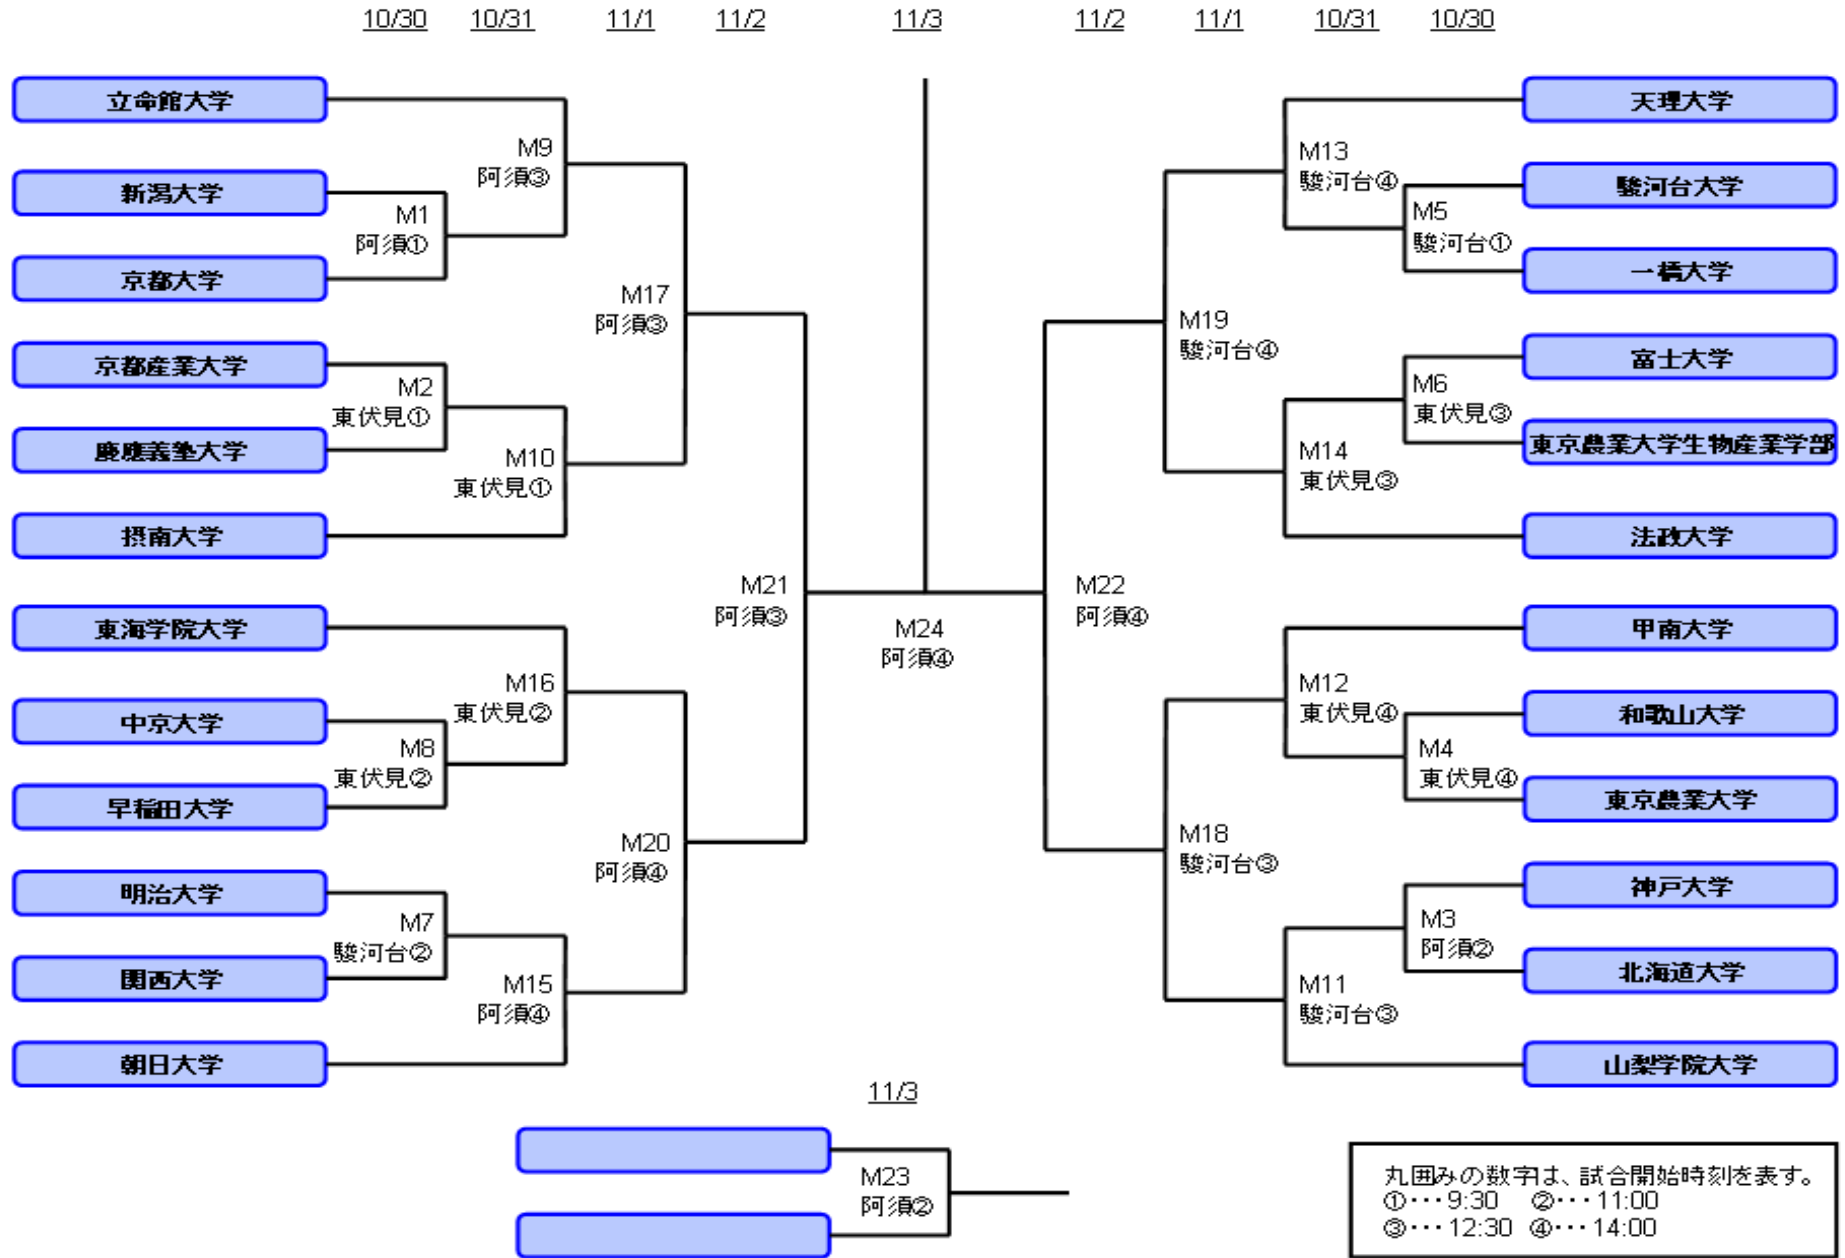 10/30 10/31 11/1 11/2 11/3 11/2 11/1 10/31 10/30
立命館大学
新潟大学
京都大学
京都産業大学
慶應義塾大学
摂南大学
東海学院大学
中京大学
早稲田大学
明治大学
関西大学
朝日大学
M1
阿須①
M2
東伏見①
M8
東伏見②
M7
駿河台②
M9
阿須③
M10
東伏見①
M16
東伏見②
M15
阿須④
M17
阿須③
M20
阿須④
M21
阿須③
M24
阿須④
M22
阿須④
M19
駿河台④
M18
駿河台③
M13
駿河台④
M14
東伏見③
M12
東伏見④
M11
駿河台③
M5
駿河台①
M6
東伏見③
M4
東伏見④
M3
阿須②
天理大学
駿河台大学
一橋大学
富士大学
東京農業大学生物産業学部
法政大学
甲南大学
和歌山大学
東京農業大学
神戸大学
北海道大学
山梨学院大学
11/3
M23
阿須②
丸囲みの数字は、試合開始時刻を表す。
①・・・9:30 ②・・・11:00
③・・・12:30 ④・・・14:00